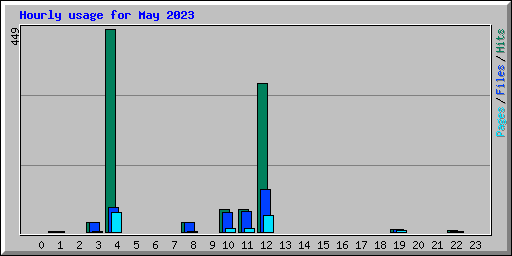 Hourly usage for May 2023
449
Pages/Files/Hits
0 1 2 3 4 5 6 7 8 9 10 11 12 13 14 15 16 17 18 19 20 21 22 23